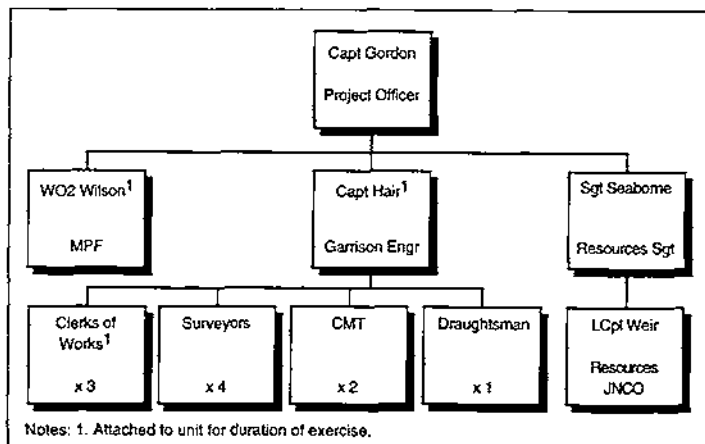 Capt Gordon
Project Officer
WO2 Wilson1
MPF
Capt Hair1
Garrison Engr
Sgt Seaborne
Resources Sgt
Clerks of
Works1
x 3
Surveyors
x 4
CMT
x 2
Draughtsman
x 1
LCpl Weir
Resources
JNCO
Notes: 1. Attached to unit for duration of exercise.